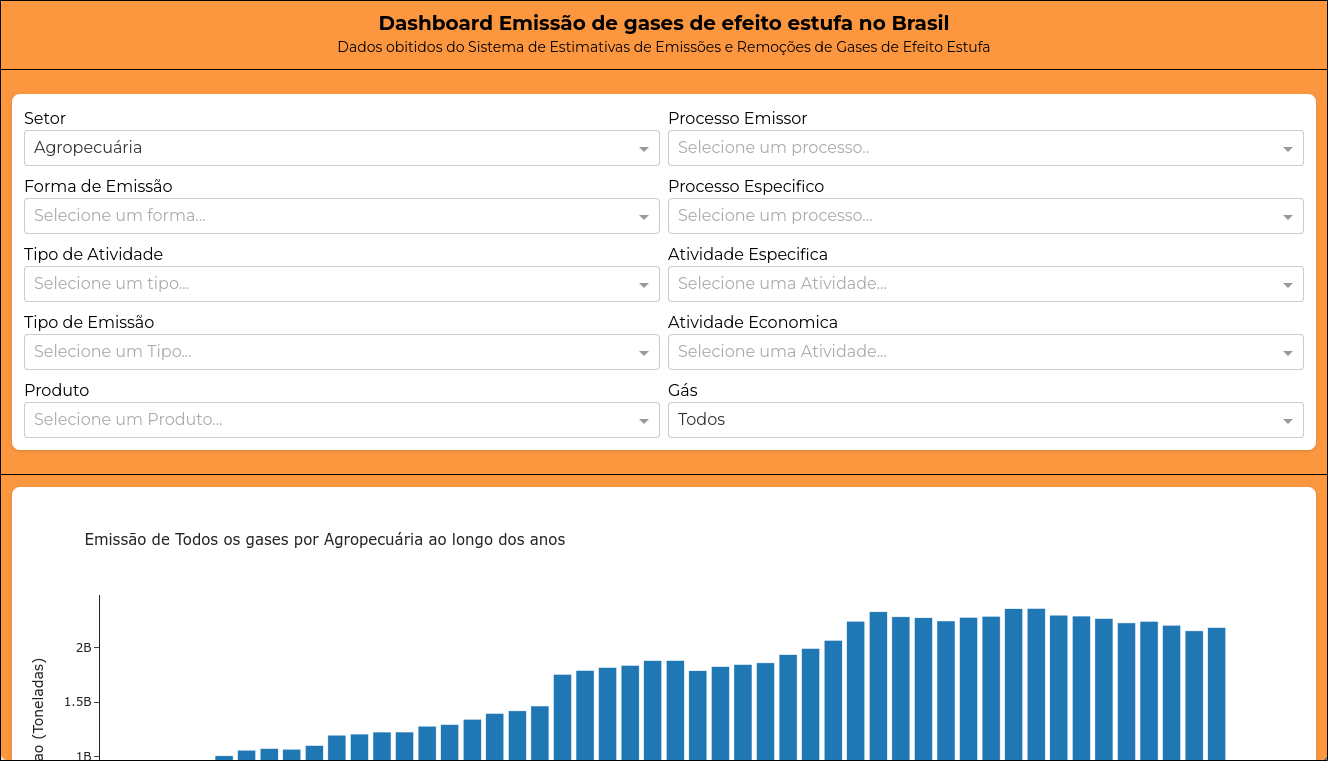 Dashboard Emissão de gases de efeito estufa no Brasil
Dados obitidos do Sistema de Estimativas de Emissões e Remoções de Gases de Efeito Estufa
Setor
Agropecuária
Processo Emissor
Selecione um processo..
Forma de Emissão
Selecione um forma...
Processo Especifico
Selecione um processo...
Tipo de Atividade
Selecione um tipo...
Atividade Especifica
Selecione uma Atividade...
Tipo de Emissão
Selecione um Tipo...
Atividade Economica
Selecione uma Atividade...
Produto
Selecione um Produto...
Gás
Todos
Emissão de Todos os gases por Agropecuária ao longo dos anos
2B
1.5B
1B
ao (Toneladas)